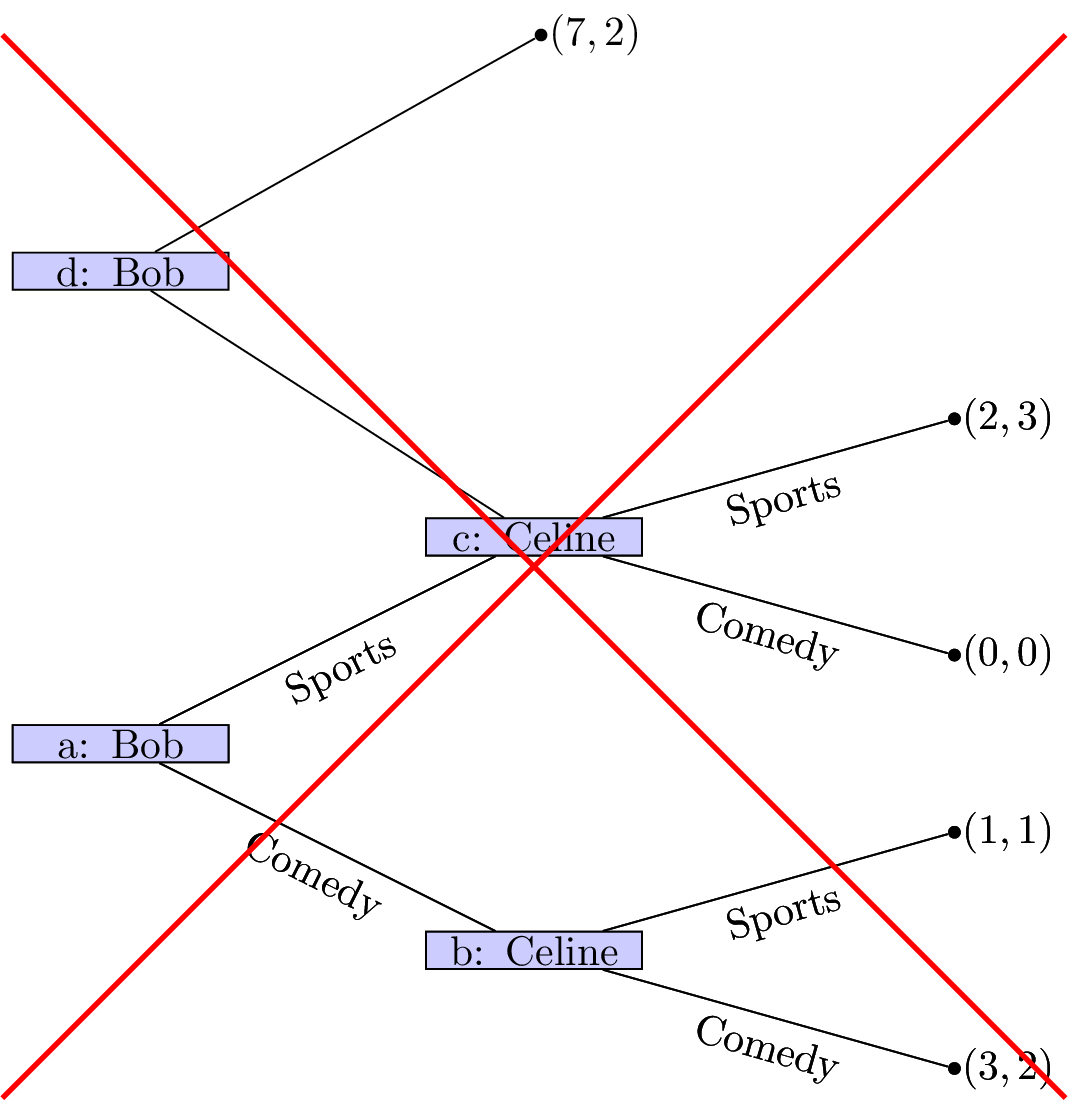 (7, 2)
d: Bob
(2, 3)
Sports
c: Celine
Comedy
(0, 0)
Sports
a: Bob
Comedy
(1, 1)
Sports
b: Celine
Comedy
(3, 2)